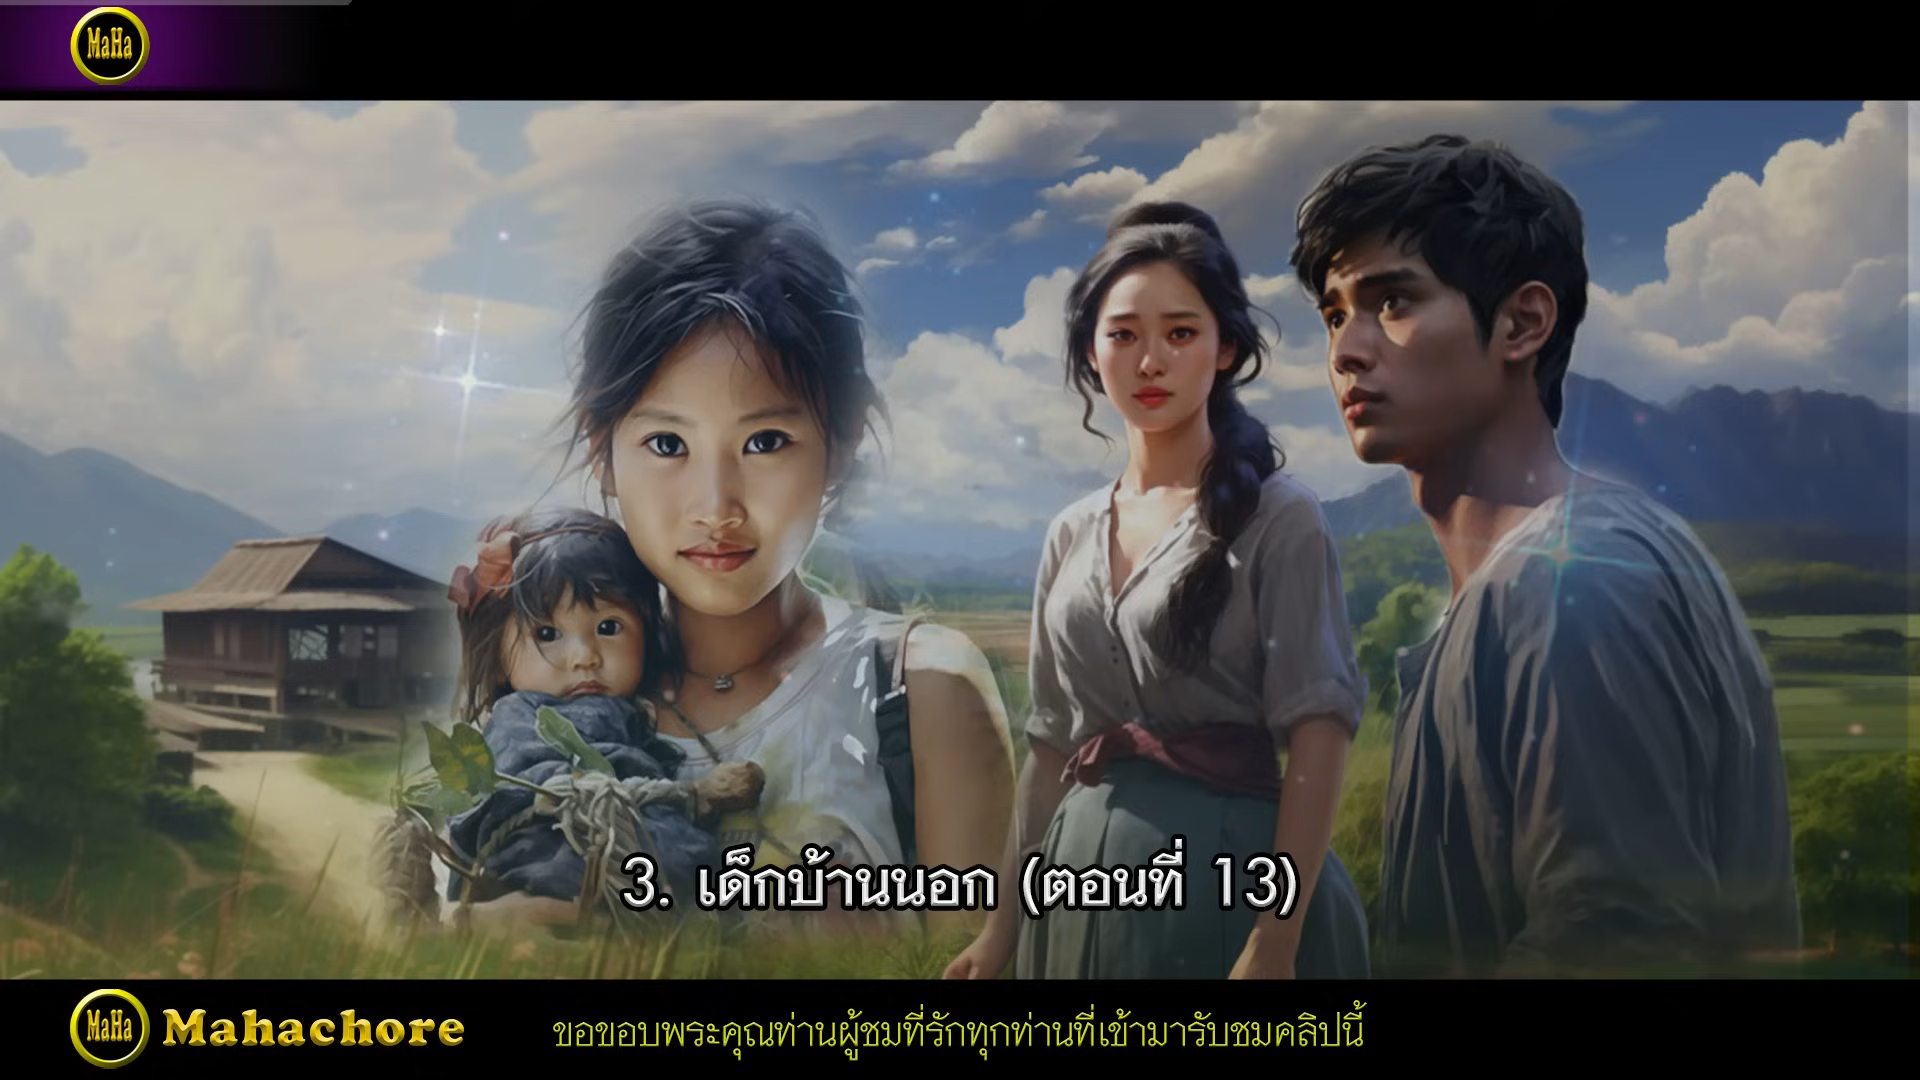 MaHa
3. เด็กบ้านนอก (ตอนที่ 13)
MaHa Mahachore
ขอขอบพระคุณท่านผู้ชมที่รักทุกท่านที่เข้ามารับชมคลิปนี้